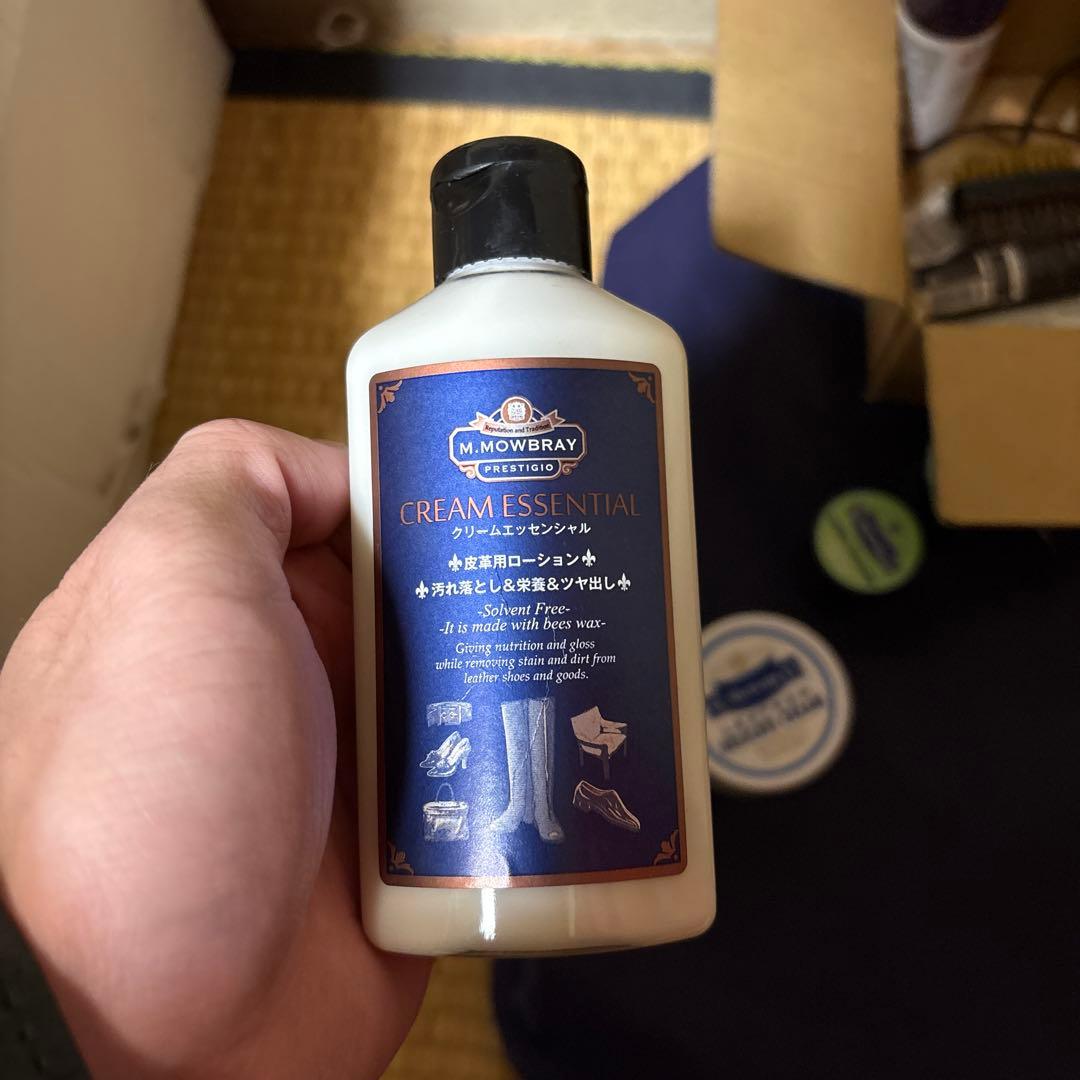 Reputation and Tradition
M.MOWBRAY
PRESTIGIO
CREAM ESSENTIAL
クリームエッセンシャル
皮革用ローション
汚れ落とし&栄養&ツヤ出し
-Solvent Free-
-It is made with bees wax-
Giving nutrition and gloss
while removing stain and dirt from
leather shoes and goods.